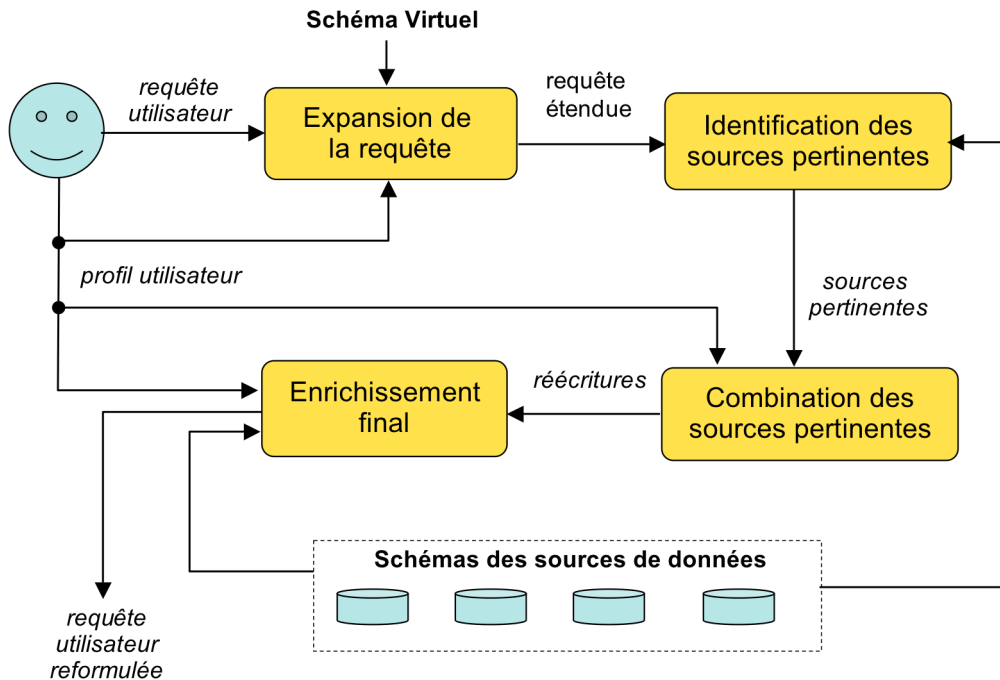 Schéma Virtuel
requête
utilisateur
Expansion de
la requête
requête
étendue
Identification des
sources pertinentes
profil utilisateur
sources
pertinentes
Enrichissement
final
réécritures
Combination des
sources pertinentes
Schémas des sources de données
requête
utilisateur
reformulée